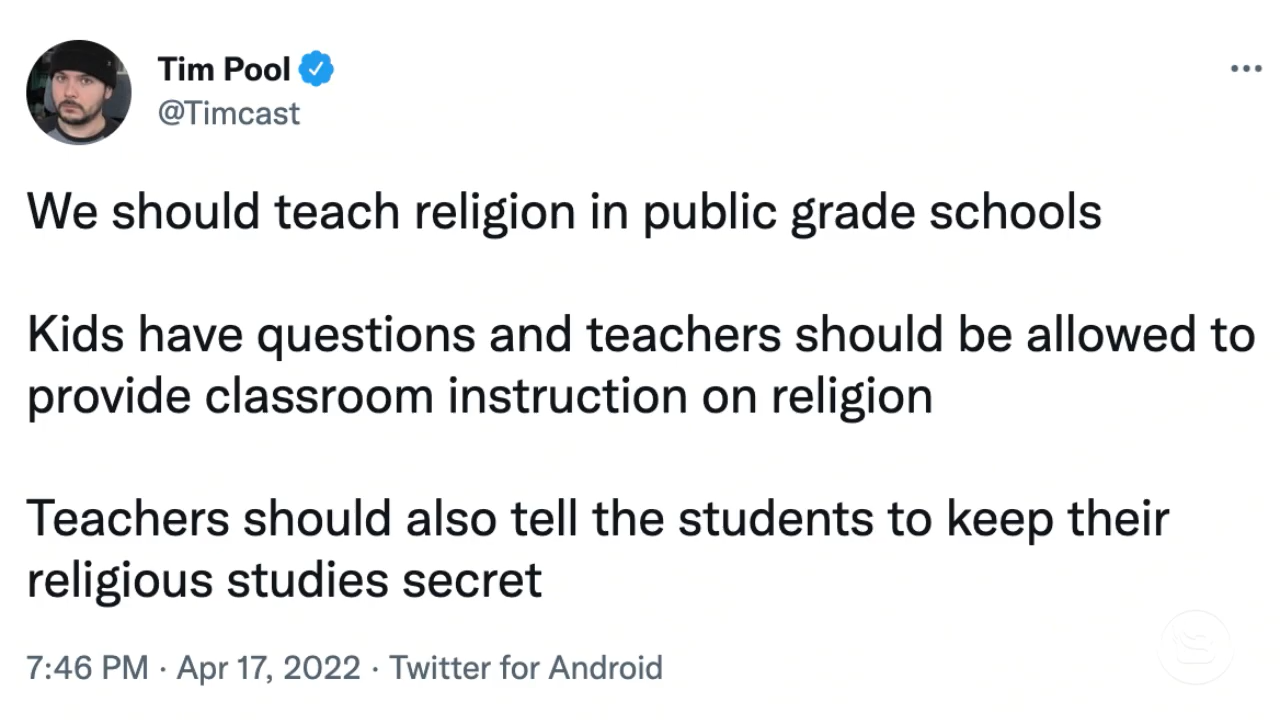 Tim Pool
@Timcast
We should teach religion in public grade schools
Kids have questions and teachers should be allowed to
provide classroom instruction on religion
Teachers should also tell the students to keep their
religious studies secret
7:46 PM · Apr 17, 2022 · Twitter for Android